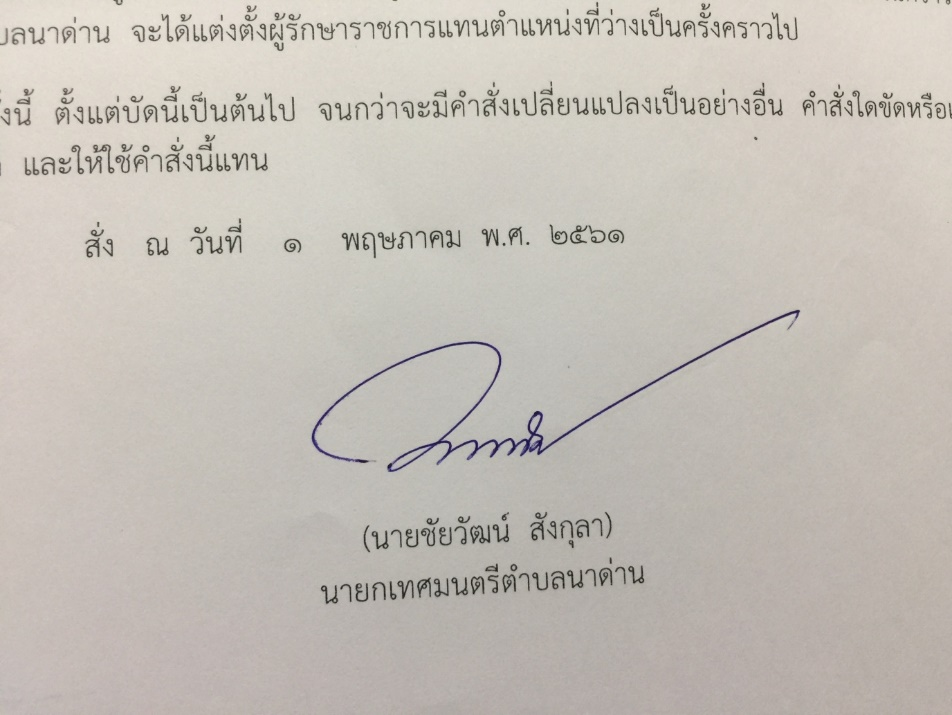 บลนาด่าน จะได้แต่งตั้งผู้รักษาราชการแทนตำแหน่งที่ว่างเป็นครั้งคราวไป
ั้งนี้ ตั้งแต่บัดนี้เป็นต้นไป จนกว่าจะมีคำสั่งเปลี่ยนแปลงเป็นอย่างอื่น คำสั่งใดขัดหรือ
และให้ใช้คำสั่งนี้แทน
สั่ง ณ วันที่ ๑ พฤษภาคม พ.ศ. ๒๕๖๑
(นายชัยวัฒน์ สังกุลา)
นายกเทศมนตรีตำบลนาด่าน